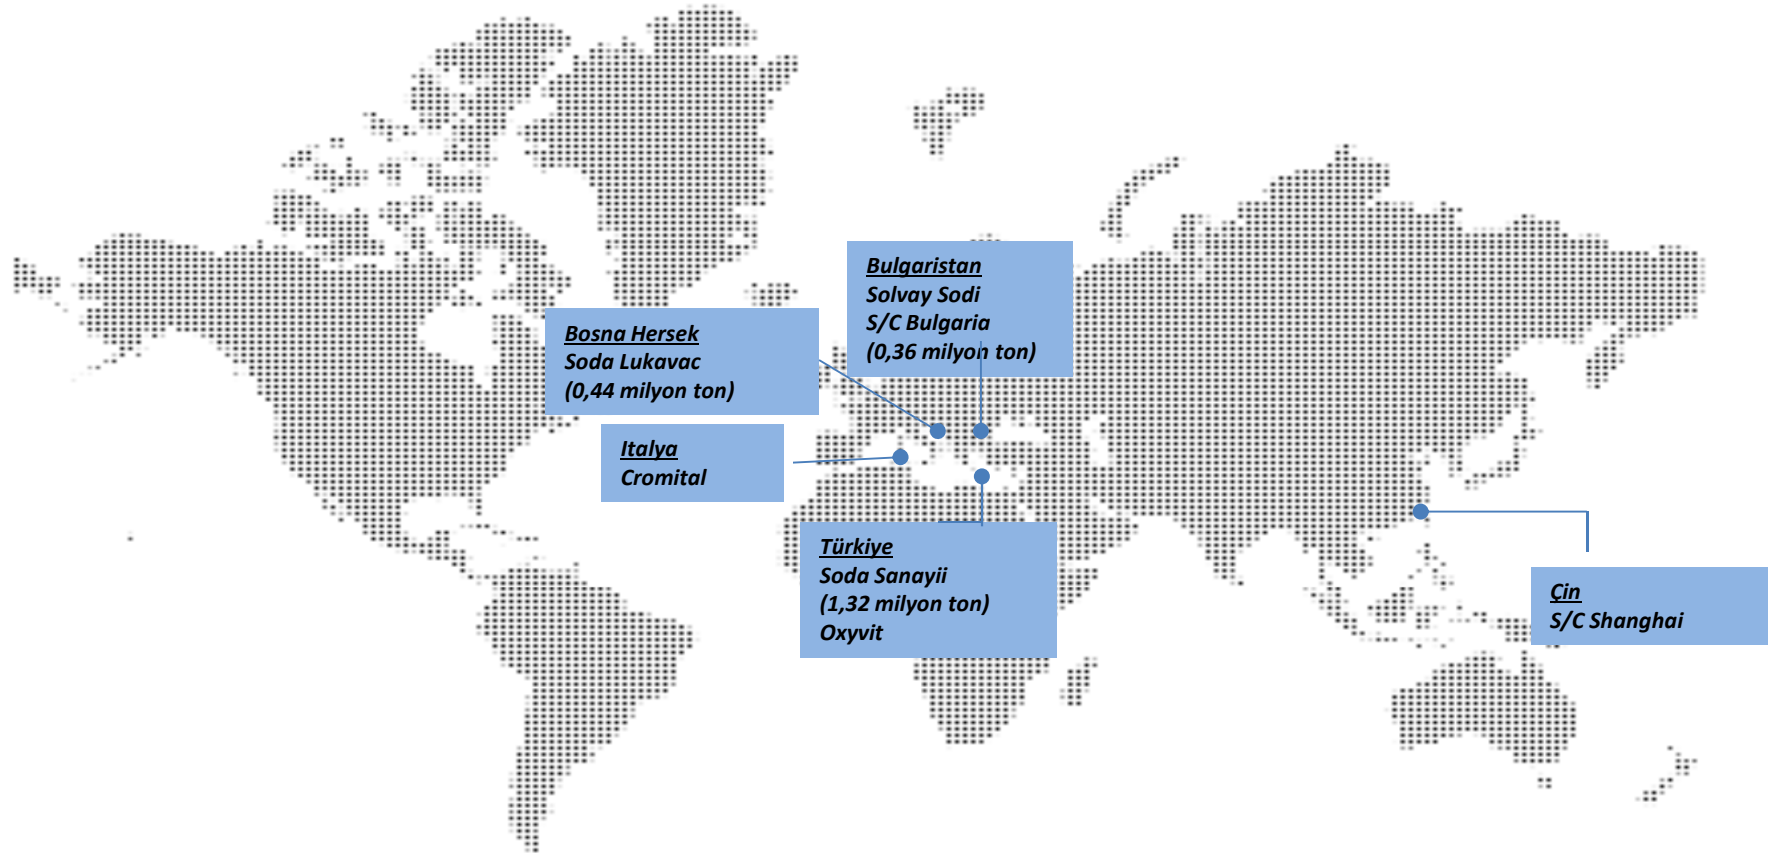 Bulgaristan
Solvay Sodi
S/C Bulgaria
(0,36 milyon ton)
Bosna Hersek
Soda Lukavac
(0,44 milyon ton)
Italya
Cromital
Türkiye
Soda Sanayii
(1,32 milyon ton)
Oxyvit
Çin
S/C Shanghai